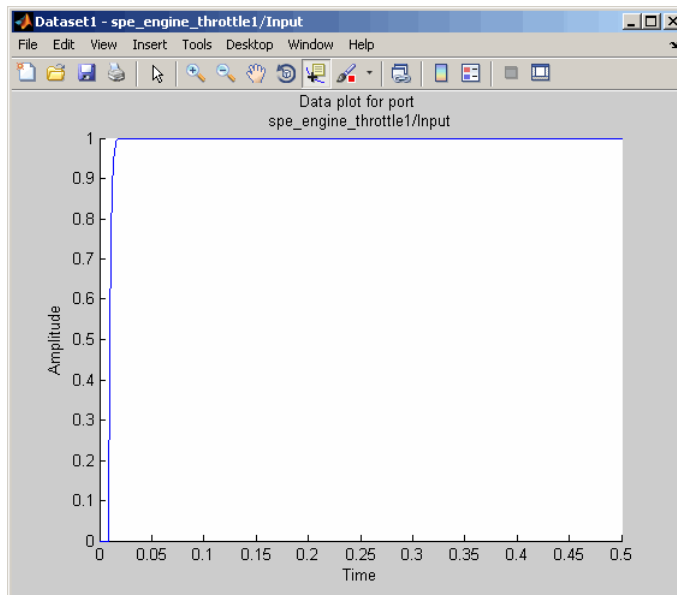 Dataset1 - spe_engine_throttle1/Input
File Edit View Insert Tools Desktop Window Help
Data plot for port
spe_engine_throttle1/Input
1
0.9
0.8
0.7
0.6
0.5
0.4
0.3
0.2
0.1
0
Amplitude
0 0.05 0.1 0.15 0.2 0.25 0.3 0.35 0.4 0.45 0.5
Time